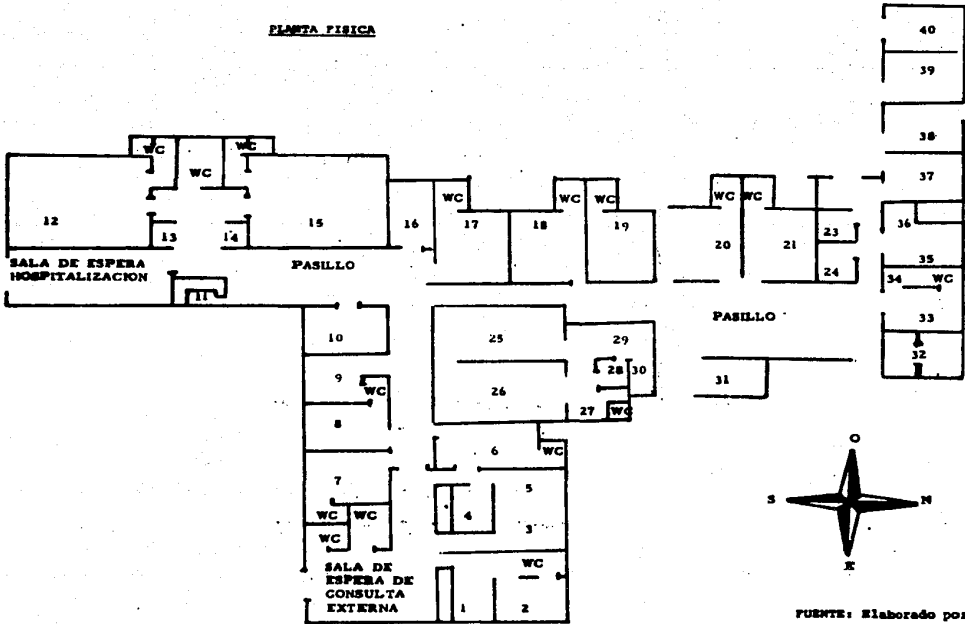 PLANTA FISICA
40
39
38
37
36
35
34
WC
33
32
WC
WC
WC
12
13
14
15
16
WC
17
18
WC
WC
19
WC
WC
20
21
23
24
SALA DE ESPERA
HOSPITALIZACION
PASILLO
11
PASILLO
10
9
WC
8
7
WC
WC
WC
25
26
29
28
30
27
WC
31
6
WC
5
4
3
WC
1
2
SALA DE
ESPERA DE
CONSULTA
EXTERNA
O
S
N
E
FUENTE: Elaborado por